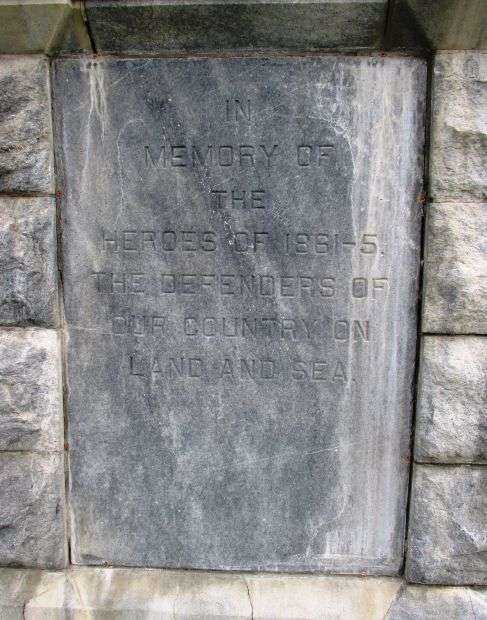 IN
MEMORY OF
THE
HEROES OF 1861-5.
THE DEFENDERS OF
OUR COUNTRY ON
LAND AND SEA.